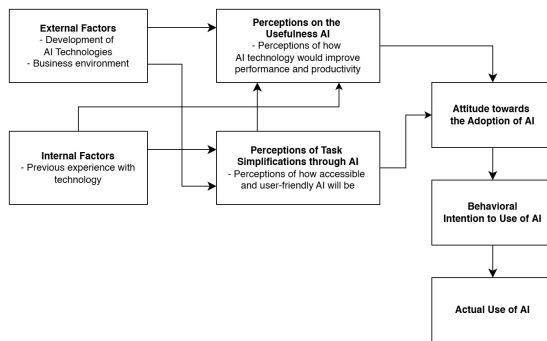 External Factors
- Development of
AI Technologies
- Business environment
Perceptions on the
Usefulness AI
- Perceptions of how
AI technology would improve
performance and productivity
Attitude towards
the Adoption of AI
Internal Factors
- Previous experience with
technology
Perceptions of Task
Simplifications through AI
- Perceptions of how accessible
and user-friendly AI will be
Behavioral
Intention to Use of AI
Actual Use of AI